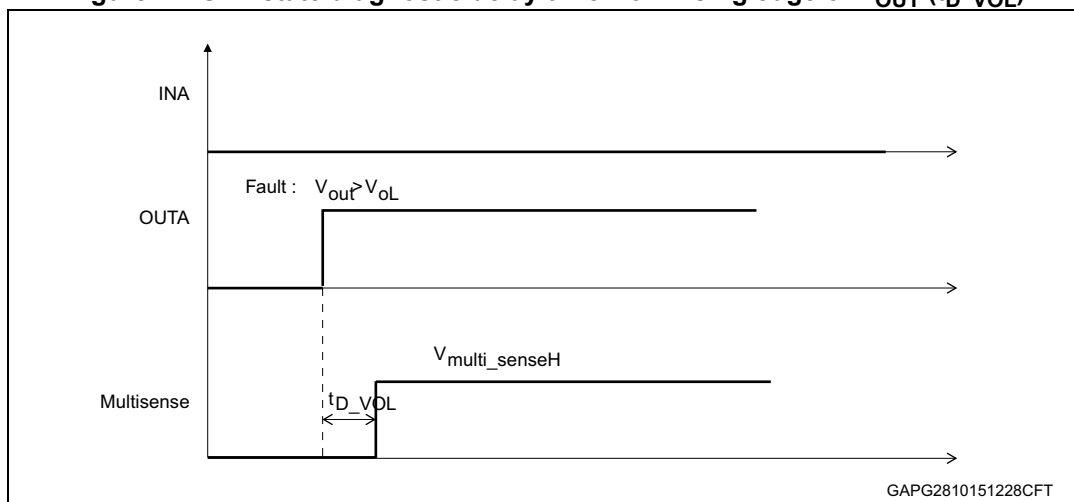 INA
Fault : Vout>VoL
OUTA
Vmulti_senseH
Multisense
tD_VOL
GAPG2810151228CFT